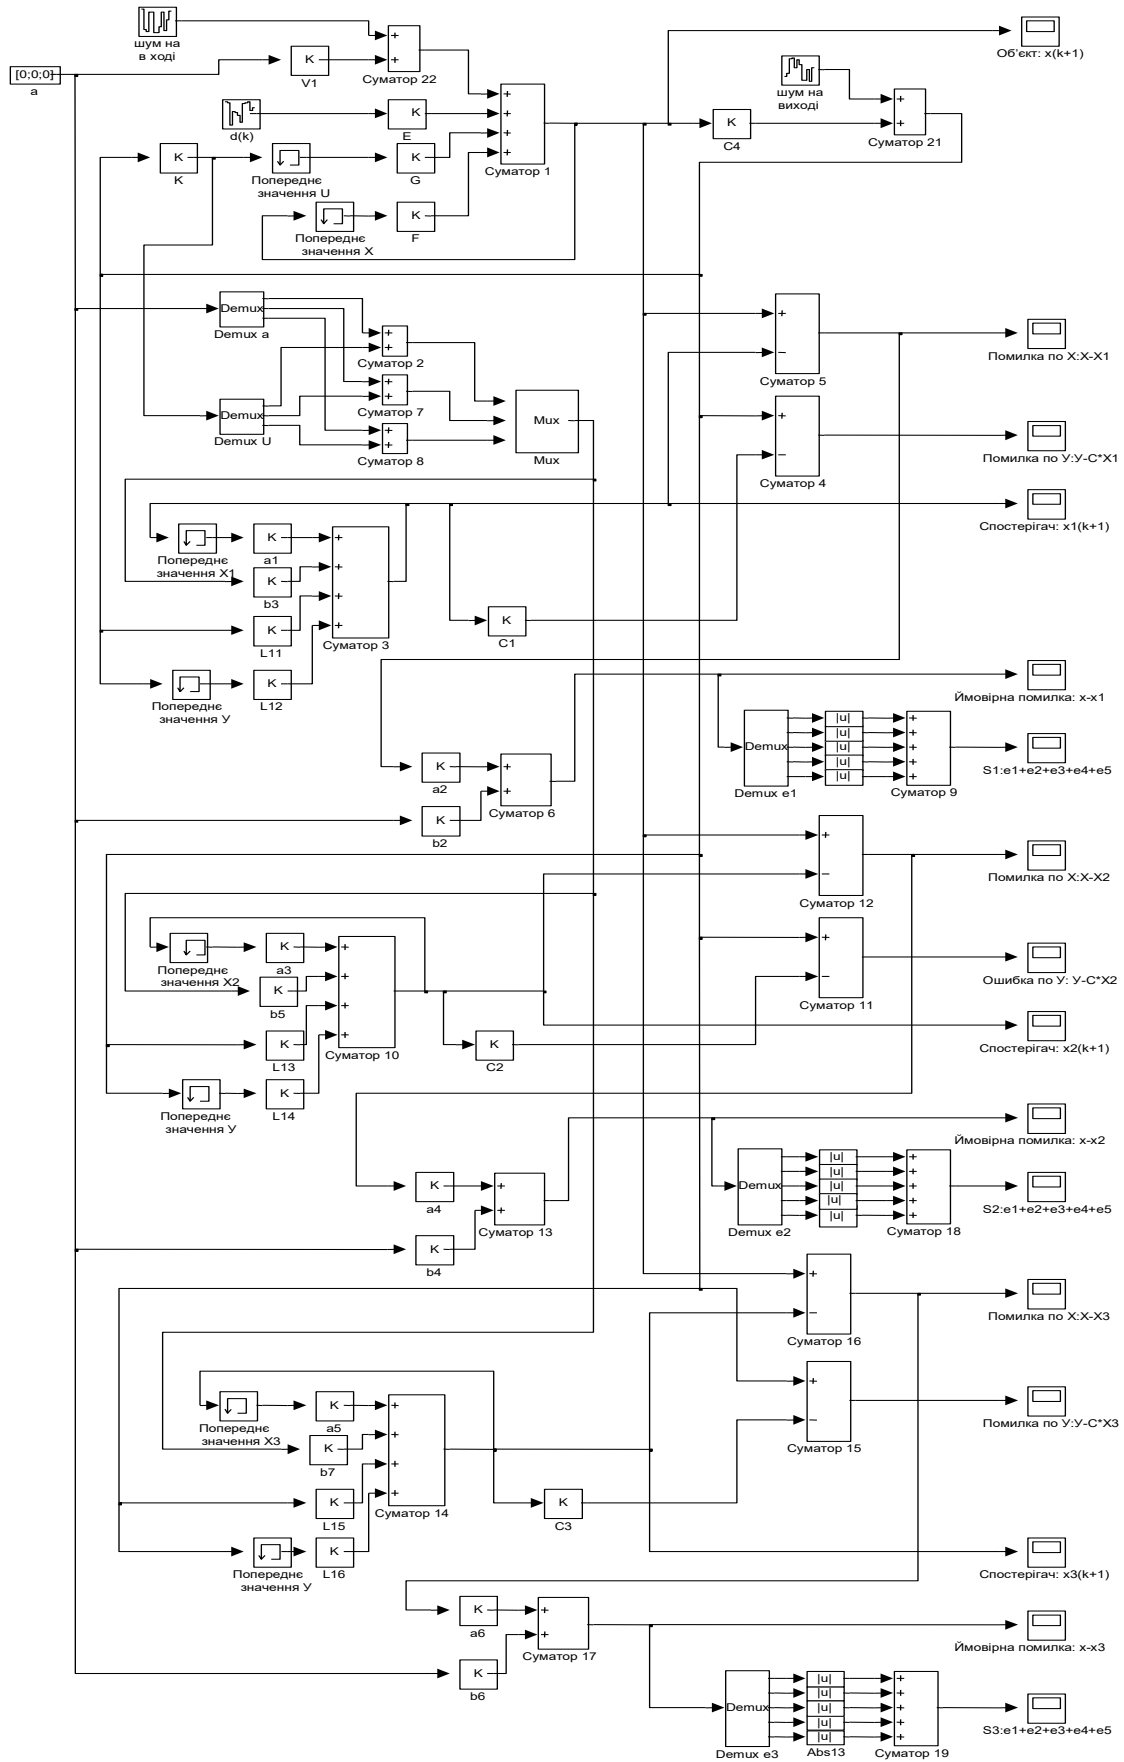 шум на
в ході
[0;0;0]
a
K
V1
+
+
Суматор 22
d(k)
K
E
K
K
Попереднє
значення U
K
G
Попереднє
значення X
K
F
+
+
+
+
Суматор 1
Об'єкт: x(k+1)
шум на
виході
K
C4
+
+
Суматор 21
Demux
Demux a
Demux
Demux U
+
+
Суматор 2
+
+
Суматор 7
+
+
Суматор 8
Mux
Mux
+
−
Суматор 5
Помилка по X:X-X1
+
−
Суматор 4
Помилка по У:У-С*X1
Спостерігач: x1(k+1)
Попереднє
значення X1
K
a1
K
b3
K
L11
Попереднє
значення У
K
L12
+
+
+
+
Суматор 3
K
C1
Ймовірна помилка: x-x1
K
a2
K
b2
+
+
Суматор 6
Demux
Demux e1
|u|
|u|
|u|
|u|
|u|
+
+
+
+
+
Суматор 9
S1:e1+e2+e3+e4+e5
+
−
Суматор 12
Помилка по X:X-X2
+
−
Суматор 11
Ошибка по У: У-С*X2
Спостерігач: x2(k+1)
Попереднє
значення X2
K
a3
K
b5
K
L13
Попереднє
значення У
K
L14
+
+
+
+
Суматор 10
K
C2
Ймовірна помилка: x-x2
K
a4
K
b4
+
+
Суматор 13
Demux
Demux e2
|u|
|u|
|u|
|u|
|u|
+
+
+
+
+
Суматор 18
S2:e1+e2+e3+e4+e5
+
−
Суматор 16
Помилка по X:X-X3
+
−
Суматор 15
Помилка по У:У-С*X3
Попереднє
значення X3
K
a5
K
b7
K
L15
Попереднє
значення У
K
L16
+
+
+
+
Суматор 14
K
C3
Спостерігач: x3(k+1)
K
a6
K
b6
+
+
Суматор 17
Ймовірна помилка: x-x3
Demux
Demux e3
|u|
|u|
|u|
|u|
|u|
Abs13
+
+
+
+
+
Суматор 19
S3:e1+e2+e3+e4+e5